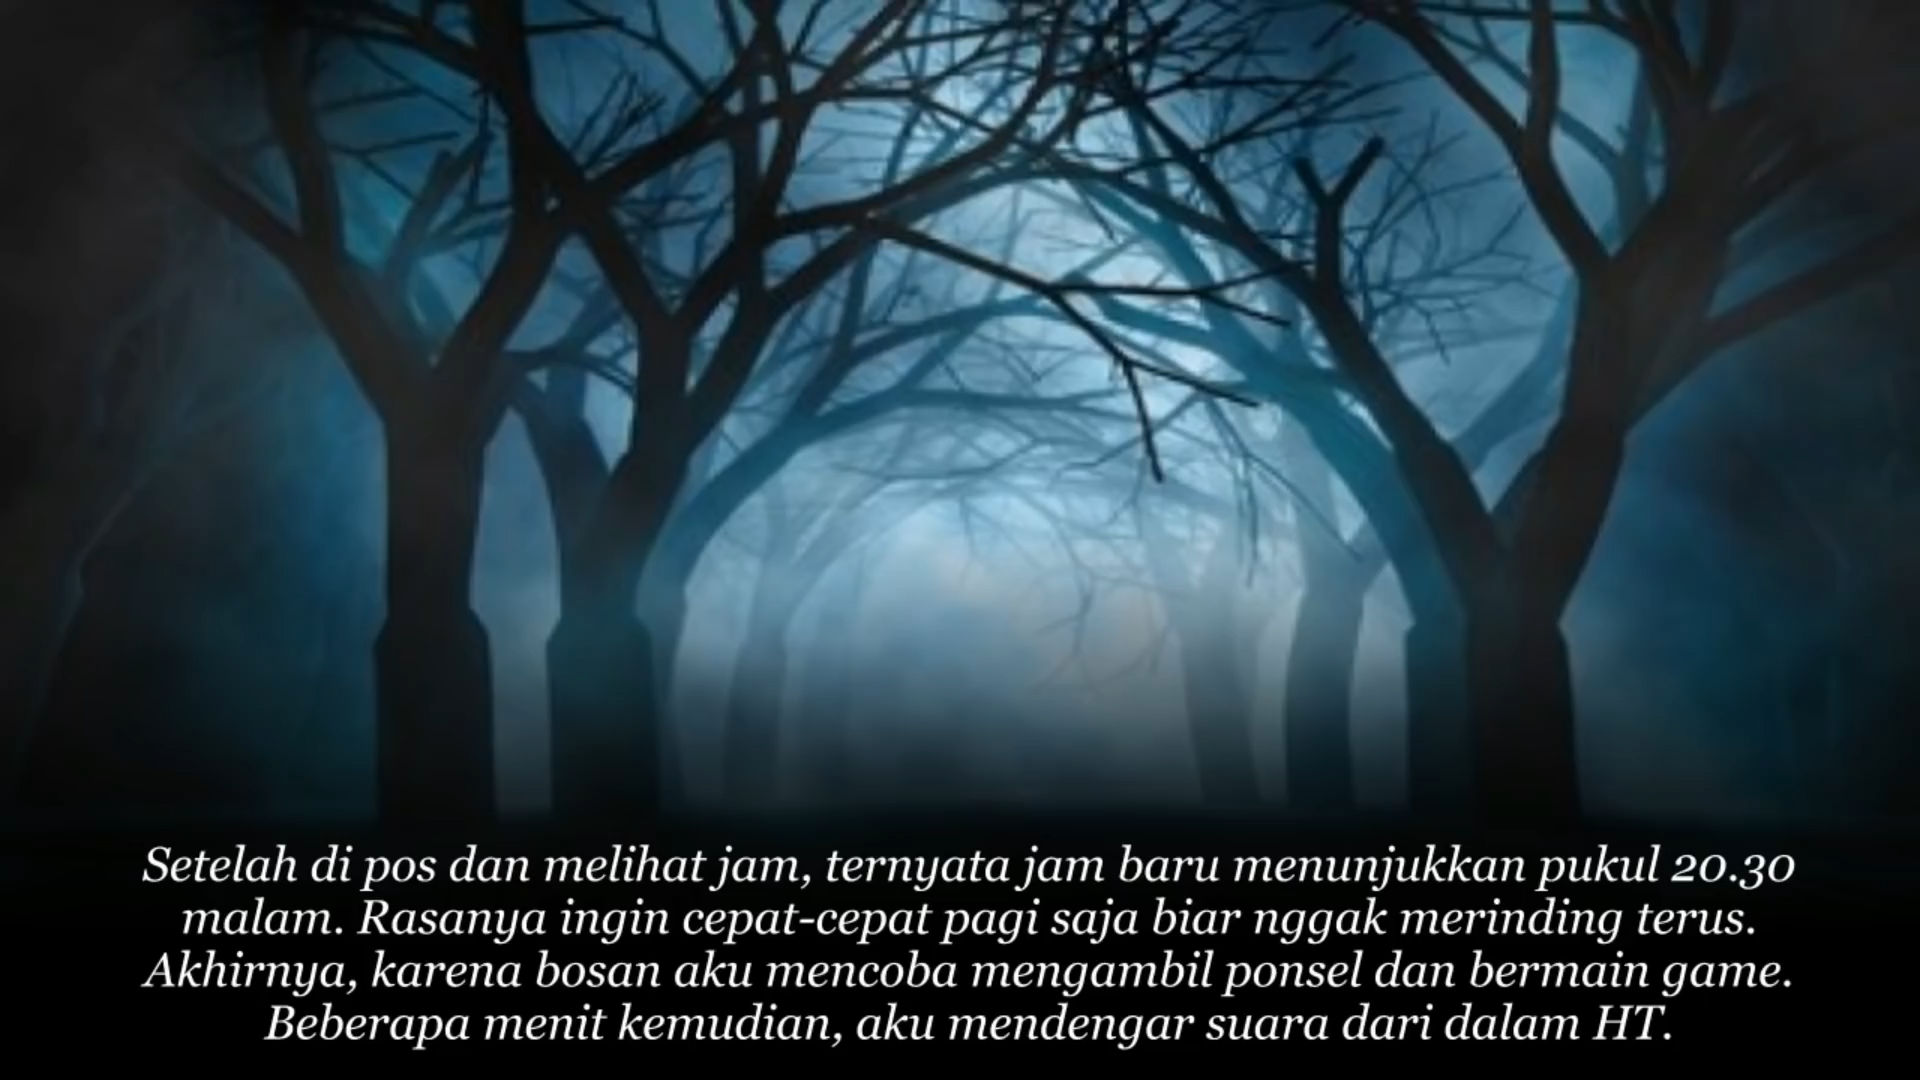 Setelah di pos dan melihat jam, ternyata jam baru menunjukkan pukul 20.30
malam. Rasanya ingin cepat-cepat pagi saja biar nggak merinding terus.
Akhirnya, karena bosan aku mencoba mengambil ponsel dan bermain game.
Beberapa menit kemudian, aku mendengar suara dari dalam HT.